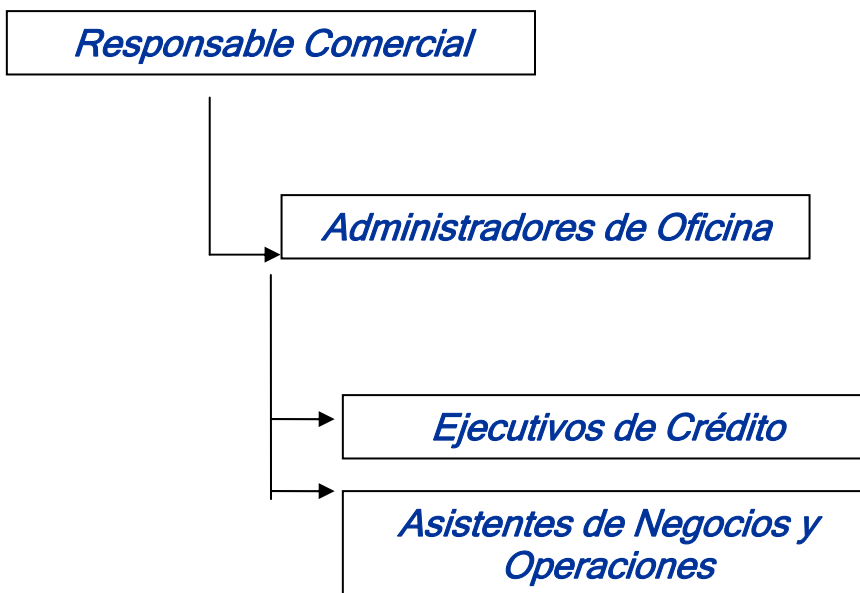 Responsable Comercial
Administradores de Oficina
Ejecutivos de Crédito
Asistentes de Negocios y
Operaciones